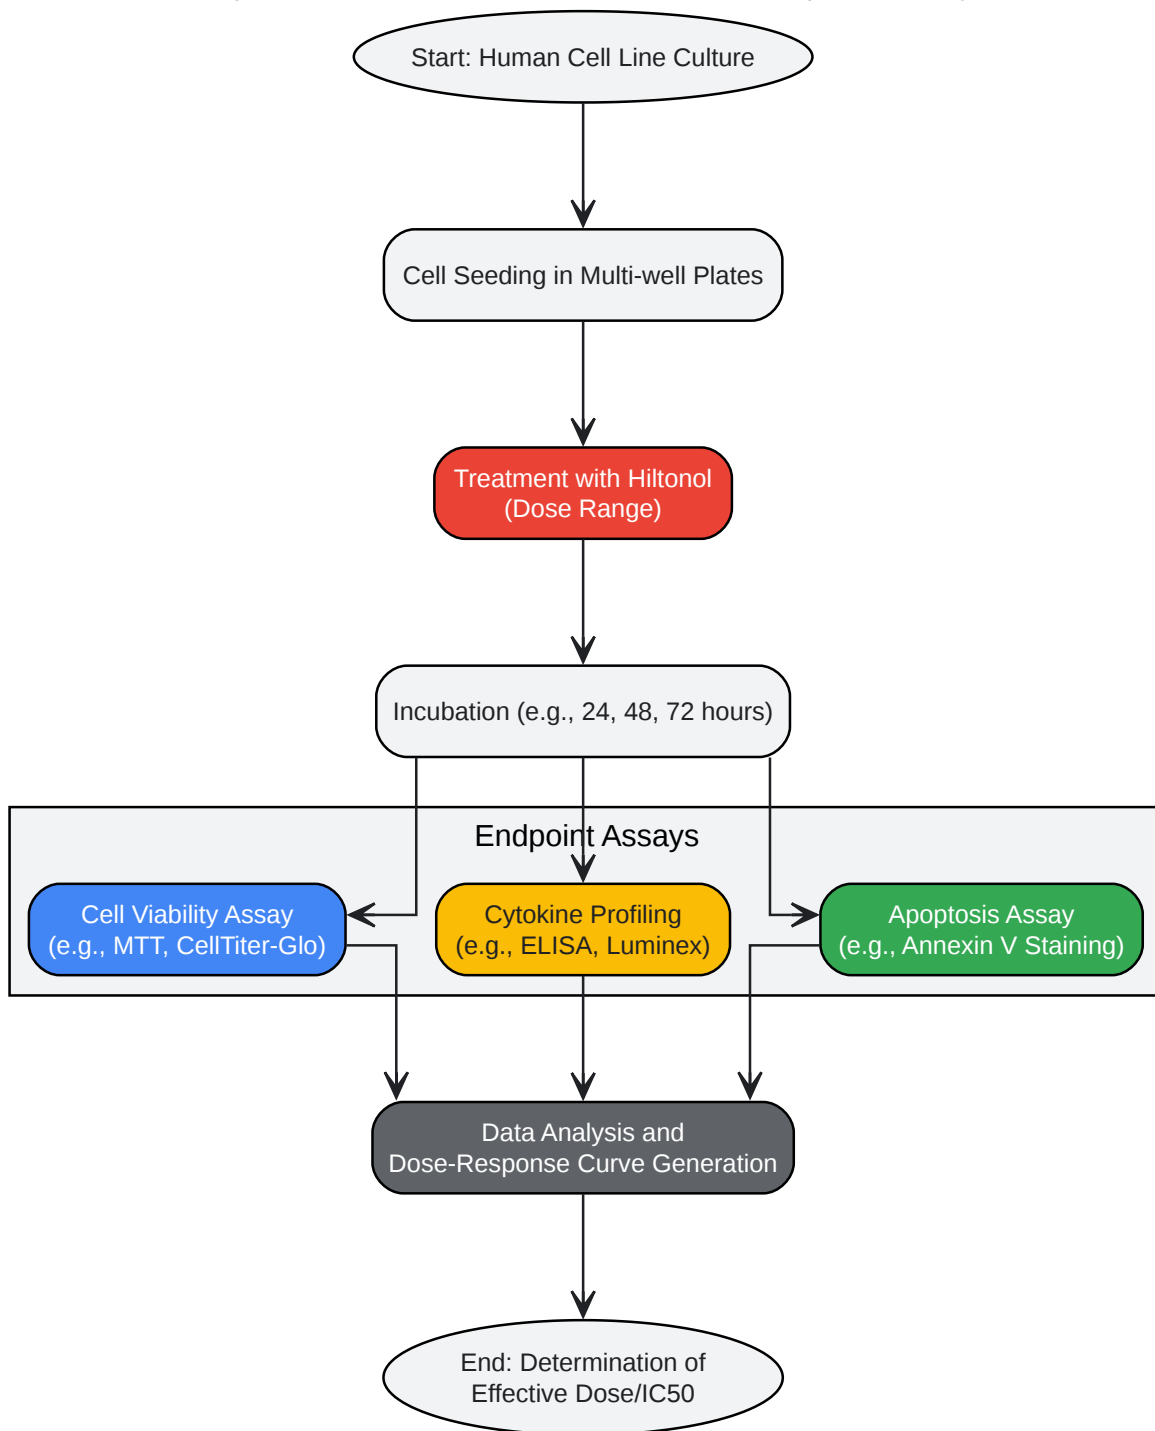 Start: Human Cell Line Culture
Cell Seeding in Multi-well Plates
Treatment with Hiltonol
(Dose Range)
Incubation (e.g., 24, 48, 72 hours)
Endpoint Assays
Cell Viability Assay
(e.g., MTT, CellTiter-Glo)
Cytokine Profiling
(e.g., ELISA, Luminex)
Apoptosis Assay
(e.g., Annexin V Staining)
Data Analysis and
Dose-Response Curve Generation
End: Determination of
Effective Dose/IC50